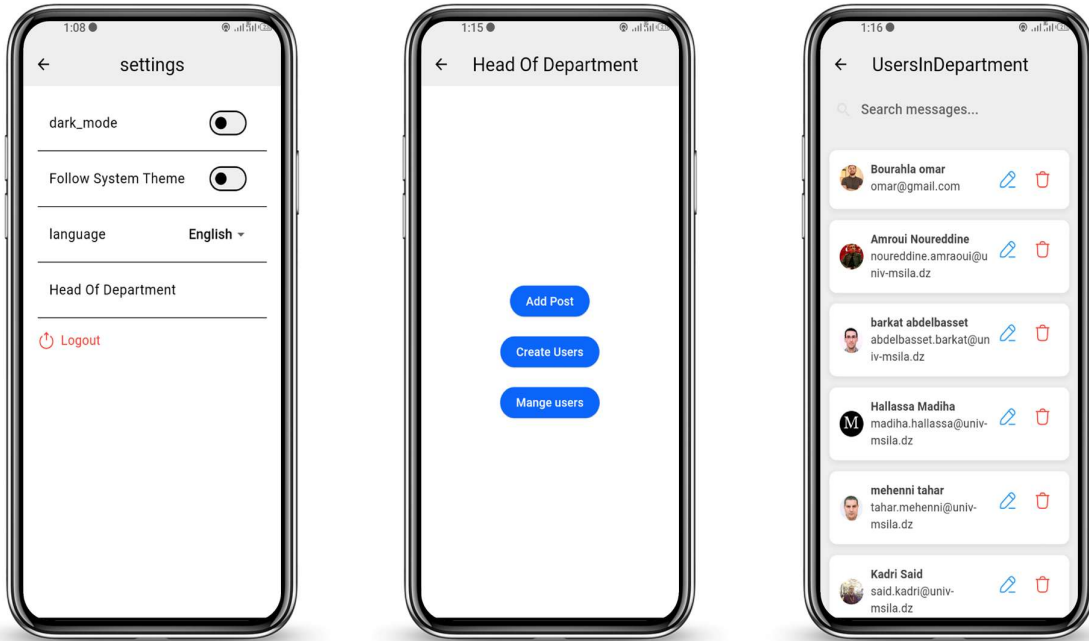 1:08
settings
dark_mode
Follow System Theme
language English
Head Of Department
Logout
1:15
Head Of Department
Add Post
Create Users
Mange users
1:16
UsersInDepartment
Search messages...
Bourahla omar
omar@gmail.com
Amroui Noureddine
noureddine.amraoui@u
niv-msila.dz
barkat abdelbasset
abdelbasset.barkat@un
iv-msila.dz
M
Hallassa Madiha
madiha.hallassa@univ-
msila.dz
mehenni tahar
tahar.mehenni@univ-
msila.dz
Kadri Said
said.kadri@univ-
msila.dz